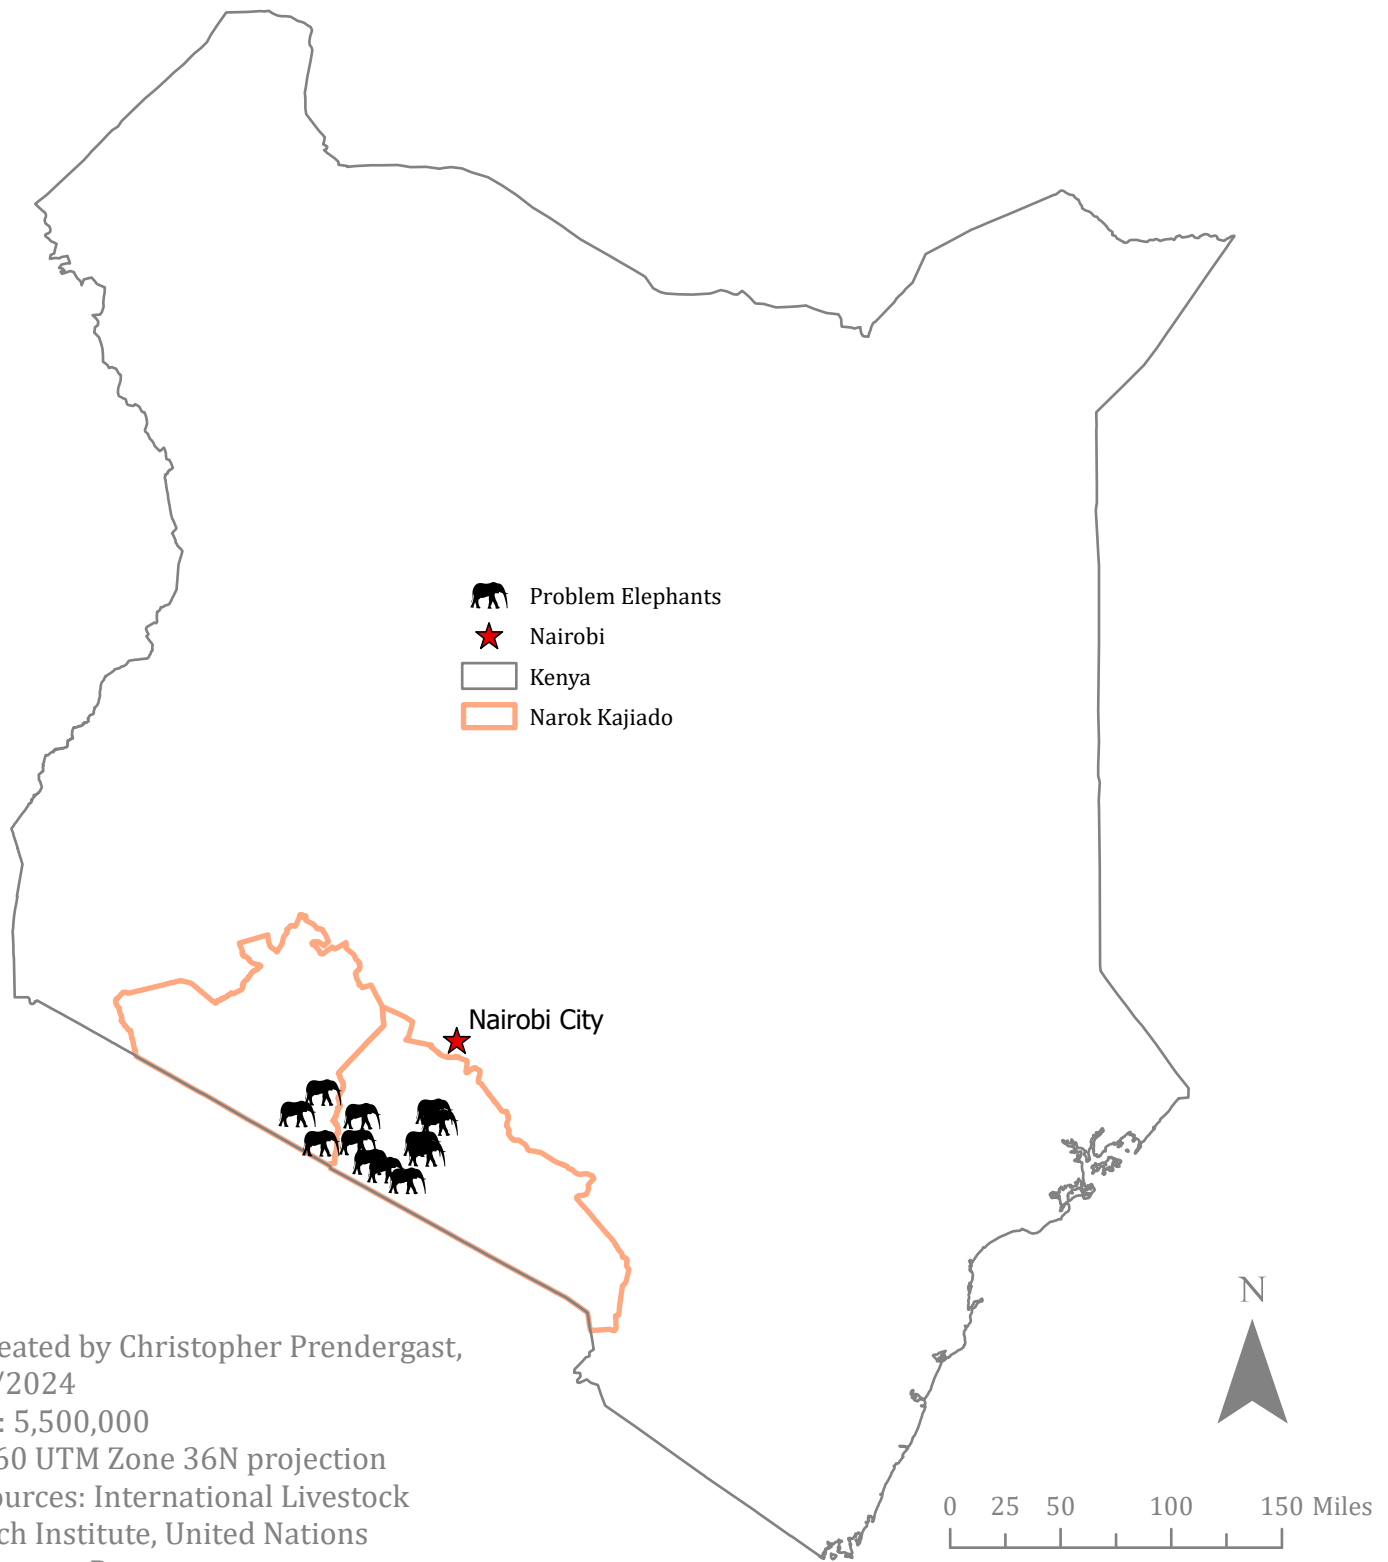 Problem Elephants
Nairobi
Kenya
Narok Kajiado
Nairobi City
N
eated by Christopher Prendergast,
/2024
: 5,500,000
60 UTM Zone 36N projection
ources: International Livestock
ch Institute, United Nations
0 25 50 100 150 Miles